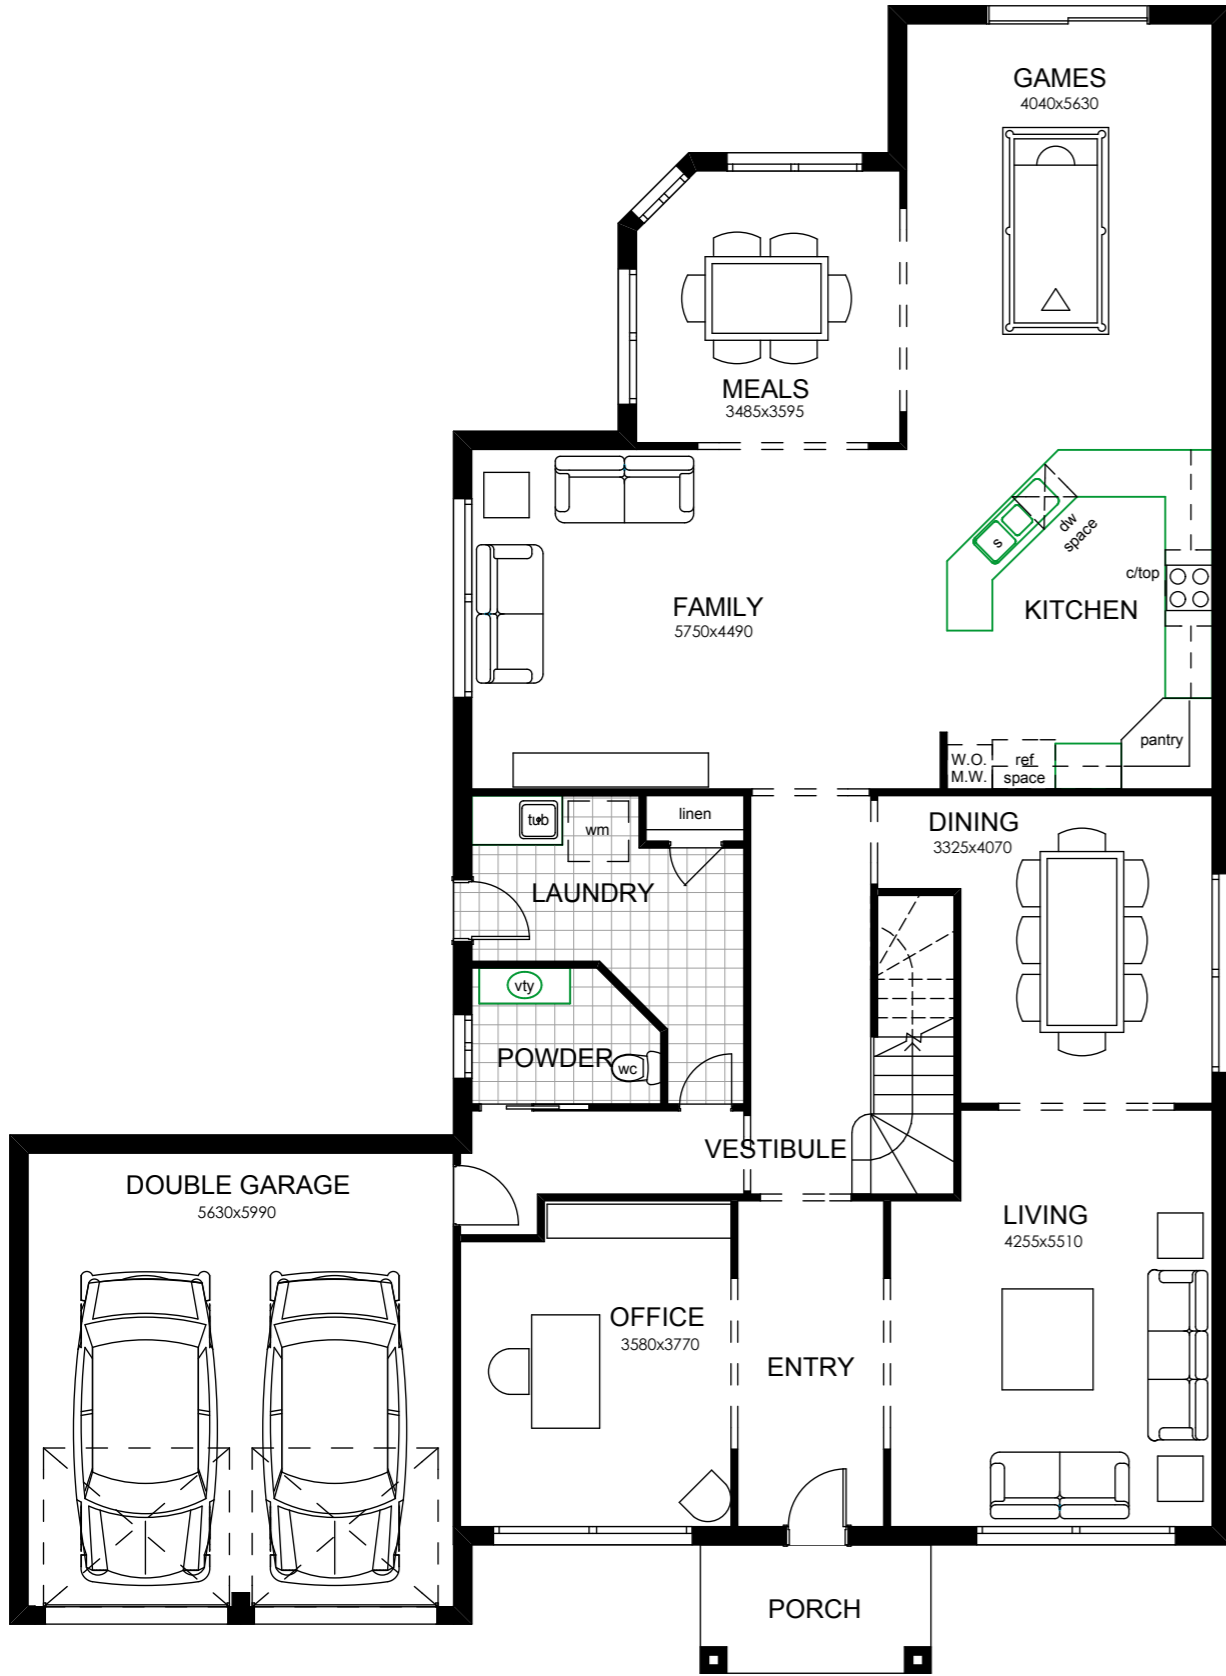 GAMES
4040x5630
MEALS
3485x3595
s
dw
space
c/top
FAMILY
5750x4490
KITCHEN
pantry
W.O.
M.W.
ref
space
tub
wm
linen
DINING
3325x4070
LAUNDRY
vty
POWDER
wc
VESTIBULE
DOUBLE GARAGE
5630x5990
LIVING
4255x5510
OFFICE
3580x3770
ENTRY
PORCH